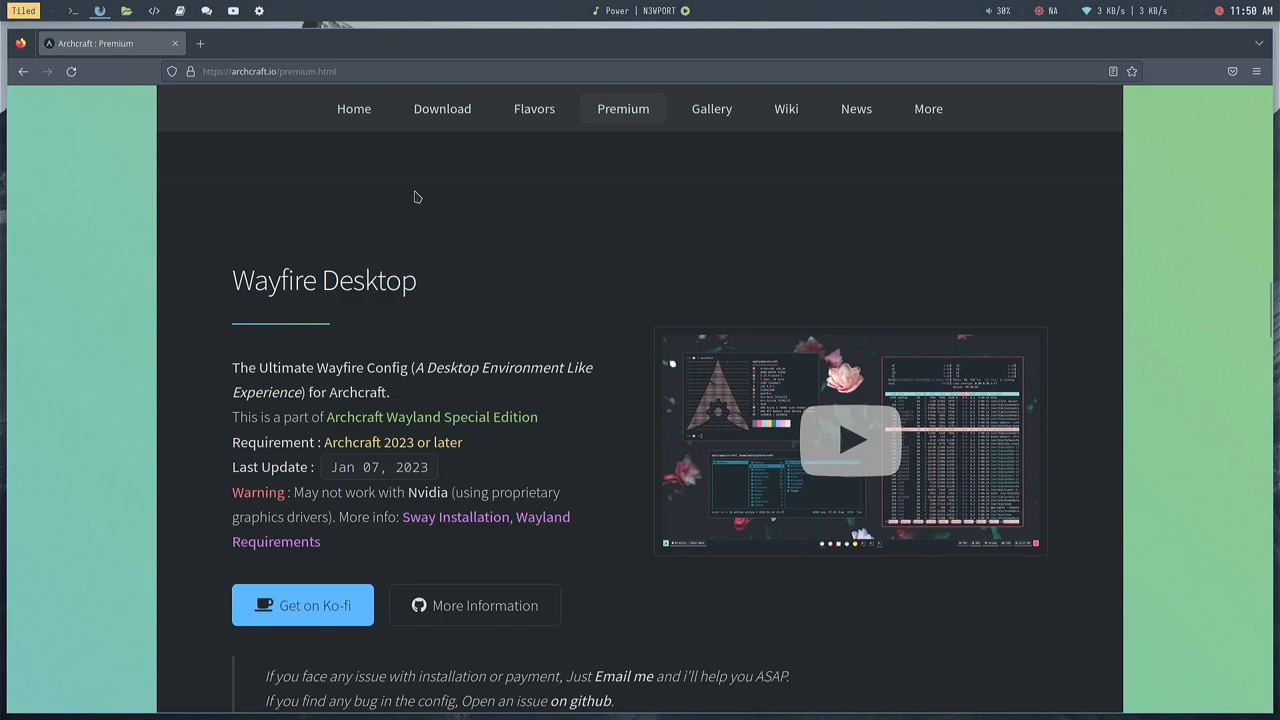 Tiled
Power | N3WPORT
30%
NA
3 KB/s | 3 KB/s
11:50 AM
Archcraft : Premium
https://archcraft.io/premium.html
Home
Download
Flavors
Premium
Gallery
Wiki
News
More
Wayfire Desktop
The Ultimate Wayfire Config (A Desktop Environment Like
Experience) for Archcraft.
This is a part of Archcraft Wayland Special Edition
Requirement : Archcraft 2023 or later
Last Update : Jan 07, 2023
Warning : May not work with Nvidia (using proprietary
). More info: Sway Installation, Wayland
Requirements
Get on Ko-fi
More Information
If you face any issue with installation or payment, Just Email me and i'll help you ASAP.
If you find any bug in the config, Open an issue on github.